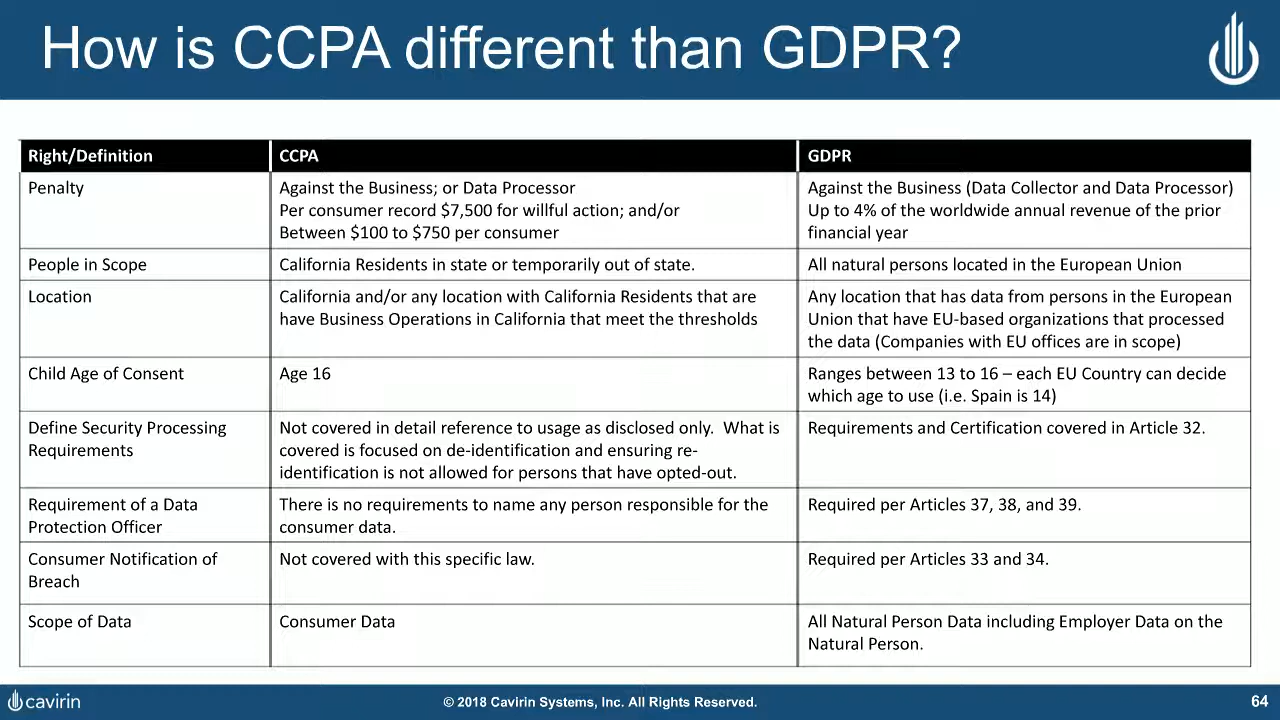 How is CCPA different than GDPR?
Right/Definition
CCPA
GDPR
Penalty
Against the Business; or Data Processor
Per consumer record $7,500 for willful action; and/or
Between $100 to $750 per consumer
Against the Business (Data Collector and Data Processor)
Up to 4% of the worldwide annual revenue of the prior
financial year
People in Scope
California Residents in state or temporarily out of state.
All natural persons located in the European Union
Location
California and/or any location with California Residents that are
have Business Operations in California that meet the thresholds
Any location that has data from persons in the European
Union that have EU-based organizations that processed
the data (Companies with EU offices are in scope)
Child Age of Consent
Age 16
Ranges between 13 to 16 – each EU Country can decide
which age to use (i.e. Spain is 14)
Define Security Processing
Requirements
Not covered in detail reference to usage as disclosed only.  What is
covered is focused on de-identification and ensuring re-
identification is not allowed for persons that have opted-out.
Requirements and Certification covered in Article 32.
Requirement of a Data
Protection Officer
There is no requirements to name any person responsible for the
consumer data.
Required per Articles 37, 38, and 39.
Consumer Notification of
Breach
Not covered with this specific law.
Required per Articles 33 and 34.
Scope of Data
Consumer Data
All Natural Person Data including Employer Data on the
Natural Person.
cavirin
© 2018 Cavirin Systems, Inc. All Rights Reserved.
64